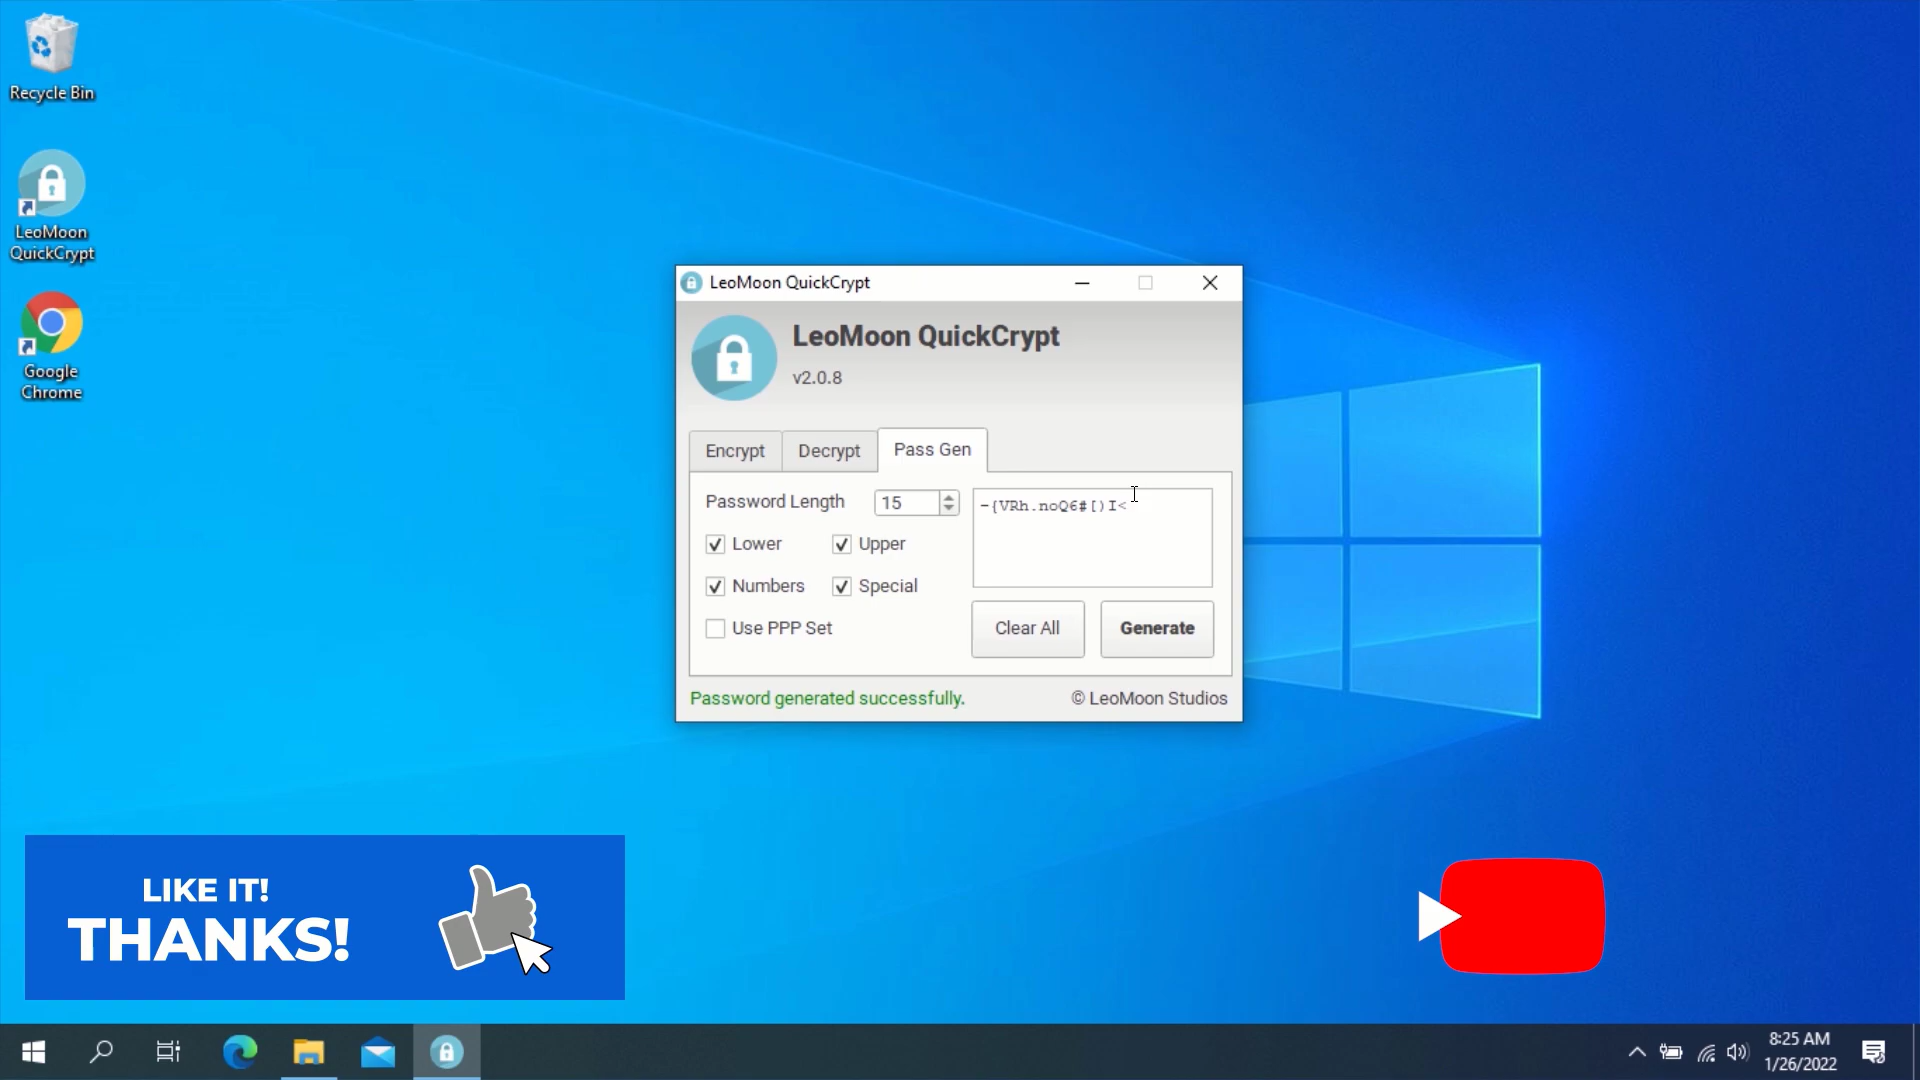 Recycle Bin
LeoMoon
QuickCrypt
Google
Chrome
LeoMoon QuickCrypt
LeoMoon QuickCrypt
v2.0.8
Encrypt
Decrypt
Pass Gen
Password Length
15
-{VRh.noQ6#[)I<
Lower
Upper
Numbers
Special
Use PPP Set
Clear All
Generate
Password generated successfully.
© LeoMoon Studios
LIKE IT!
THANKS!
8:25 AM
1/26/2022